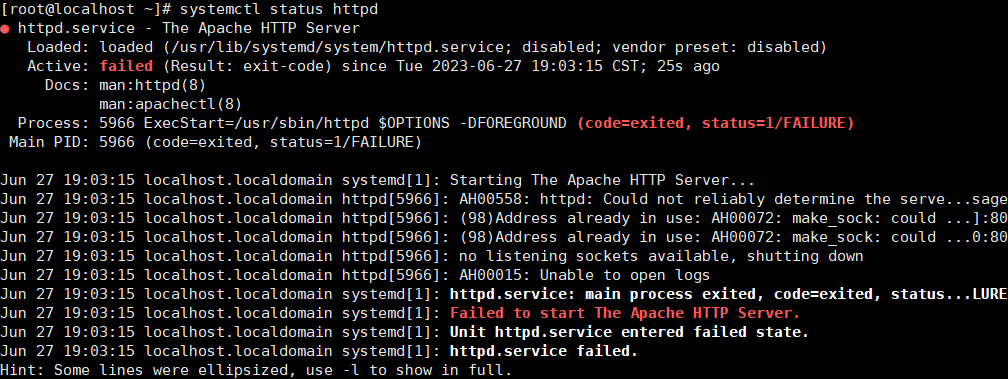 [root@localhost ~]# systemctl status httpd
● httpd.service - The Apache HTTP Server
   Loaded: loaded (/usr/lib/systemd/system/httpd.service; disabled; vendor preset: disabled)
   Active: failed (Result: exit-code) since Tue 2023-06-27 19:03:15 CST; 25s ago
     Docs: man:httpd(8)
           man:apachectl(8)
  Process: 5966 ExecStart=/usr/sbin/httpd $OPTIONS -DFOREGROUND (code=exited, status=1/FAILURE)
 Main PID: 5966 (code=exited, status=1/FAILURE)

Jun 27 19:03:15 localhost.localdomain systemd[1]: Starting The Apache HTTP Server...
Jun 27 19:03:15 localhost.localdomain httpd[5966]: AH00558: httpd: Could not reliably determine the serve...sage
Jun 27 19:03:15 localhost.localdomain httpd[5966]: (98)Address already in use: AH00072: make_sock: could ...]:80
Jun 27 19:03:15 localhost.localdomain httpd[5966]: (98)Address already in use: AH00072: make_sock: could ...0:80
Jun 27 19:03:15 localhost.localdomain httpd[5966]: no listening sockets available, shutting down
Jun 27 19:03:15 localhost.localdomain httpd[5966]: AH00015: Unable to open logs
Jun 27 19:03:15 localhost.localdomain systemd[1]: httpd.service: main process exited, code=exited, status...LURE
Jun 27 19:03:15 localhost.localdomain systemd[1]: Failed to start The Apache HTTP Server.
Jun 27 19:03:15 localhost.localdomain systemd[1]: Unit httpd.service entered failed state.
Jun 27 19:03:15 localhost.localdomain systemd[1]: httpd.service failed.
Hint: Some lines were ellipsized, use -l to show in full.